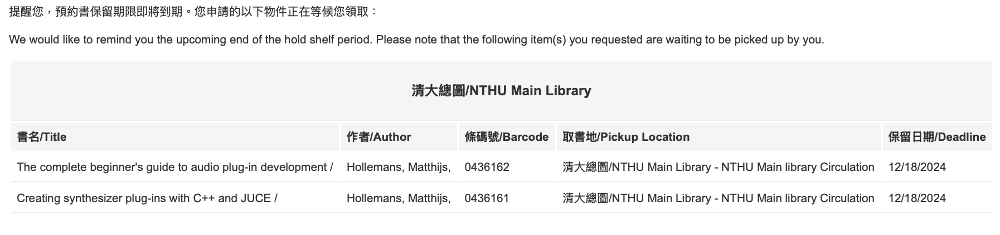 提醒您，預約書保留期限即將到期。您申請的以下物件正在等候您領取：
We would like to remind you the upcoming end of the hold shelf period. Please note that the following item(s) you requested are waiting to be picked up by you.
清大總圖/NTHU Main Library
書名/Title 作者/Author 條碼號/Barcode 取書地/Pickup Location 保留日期/Deadline
The complete beginner's guide to audio plug-in development / Hollemans, Matthijs, 0436162 清大總圖/NTHU Main Library - NTHU Main library Circulation 12/18/2024
Creating synthesizer plug-ins with C++ and JUCE / Hollemans, Matthijs, 0436161 清大總圖/NTHU Main Library - NTHU Main library Circulation 12/18/2024